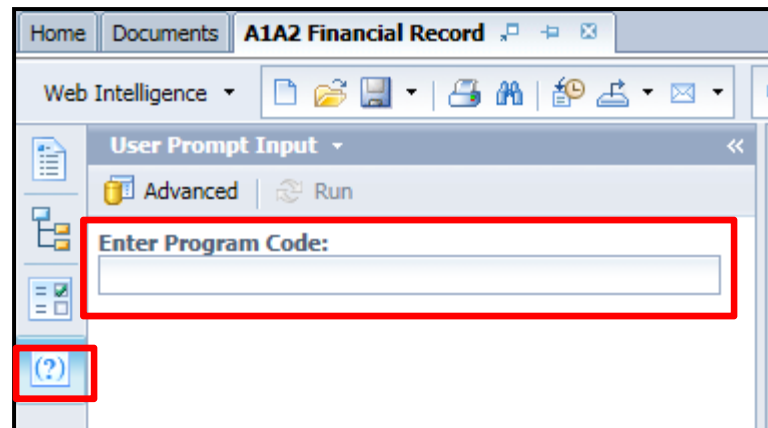 Home Documents A1A2 Financial Record
Web Intelligence
User Prompt Input
Advanced Run
Enter Program Code:
(?)